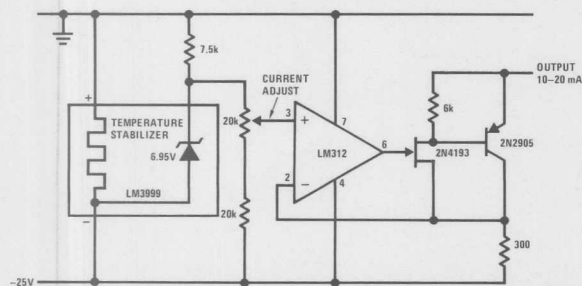 7.5k
OUTPUT
10–20 mA
CURRENT
ADJUST
+
TEMPERATURE
STABILIZER
20k
3
+
7
6k
6.95V
LM312
6
2N4193
2N2905
LM3999
2
–
4
–
20k
300
–25V